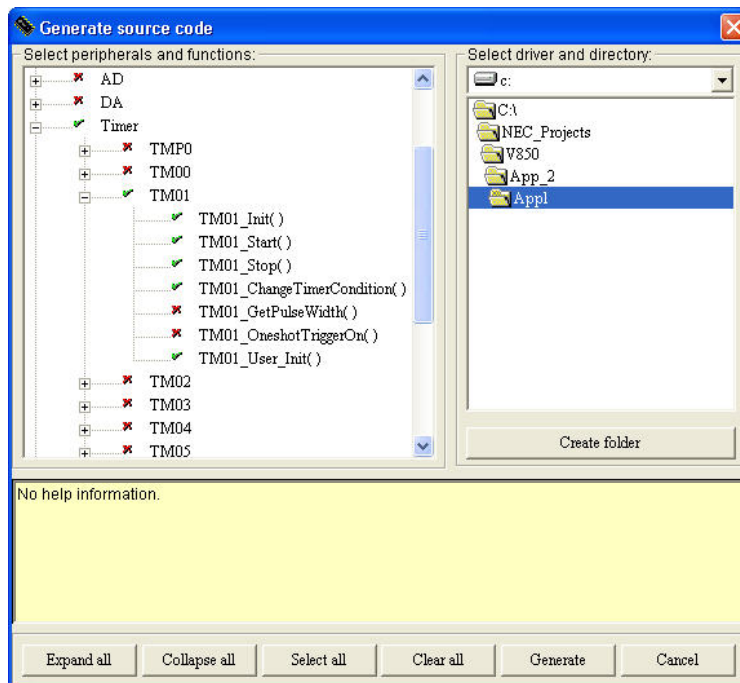 Generate source code
Select peripherals and functions:
AD
DA
Timer
TMP0
TM00
TM01
TM01_Init( )
TM01_Start( )
TM01_Stop( )
TM01_ChangeTimerCondition( )
TM01_GetPulseWidth( )
TM01_OneshotTriggerOn( )
TM01_User_Init( )
TM02
TM03
TM04
TM05
Select driver and directory:
c:
C:\
NEC_Projects
V850
App_2
Appl
Create folder
No help information.
Expand all
Collapse all
Select all
Clear all
Generate
Cancel